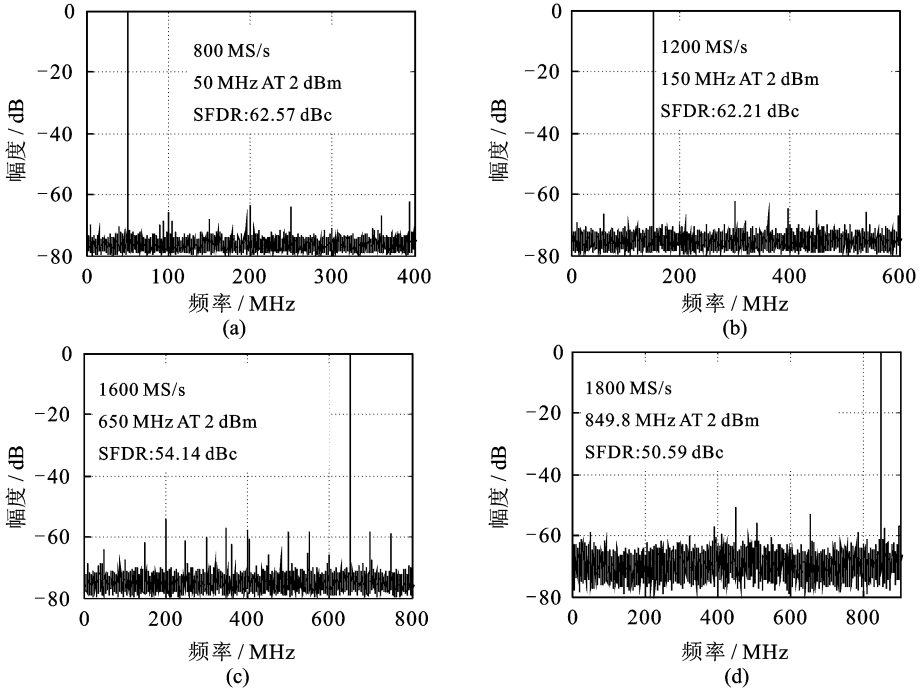 0
−20
−40
−60
−80
幅度 / dB
800 MS/s
50 MHz AT 2 dBm
SFDR:62.57 dBc
0 100 200 300 400
频率 / MHz
(a)
0
−20
−40
−60
−80
幅度 / dB
1200 MS/s
150 MHz AT 2 dBm
SFDR:62.21 dBc
0 200 400 600
频率 / MHz
(b)
0
−20
−40
−60
−80
幅度 / dB
1600 MS/s
650 MHz AT 2 dBm
SFDR:54.14 dBc
0 200 400 600 800
频率 / MHz
(c)
0
−20
−40
−60
−80
幅度 / dB
1800 MS/s
849.8 MHz AT 2 dBm
SFDR:50.59 dBc
0 200 400 600 800
频率 / MHz
(d)